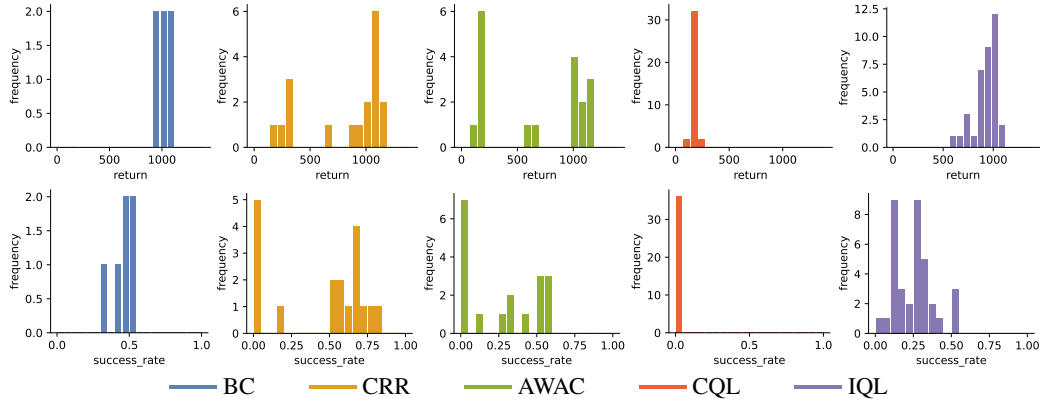 frequency
2.0
1.5
1.0
0.5
0.0
0 500 1000
return
frequency
6
4
2
0
0 500 1000
return
frequency
6
4
2
0
0 500 1000
return
frequency
30
20
10
0
0 500 1000
return
frequency
12.5
10.0
7.5
5.0
2.5
0.0
0 500 1000
return
frequency
2.0
1.5
1.0
0.5
0.0
0.0 0.5 1.0
success_rate
frequency
5
4
3
2
1
0
0.00 0.25 0.50 0.75 1.00
success_rate
frequency
6
4
2
0
0.00 0.25 0.50 0.75 1.00
success_rate
frequency
30
20
10
0
0.0 0.5 1.0
success_rate
frequency
8
6
4
2
0
0.00 0.25 0.50 0.75 1.00
success_rate
BC CRR AWAC CQL IQL